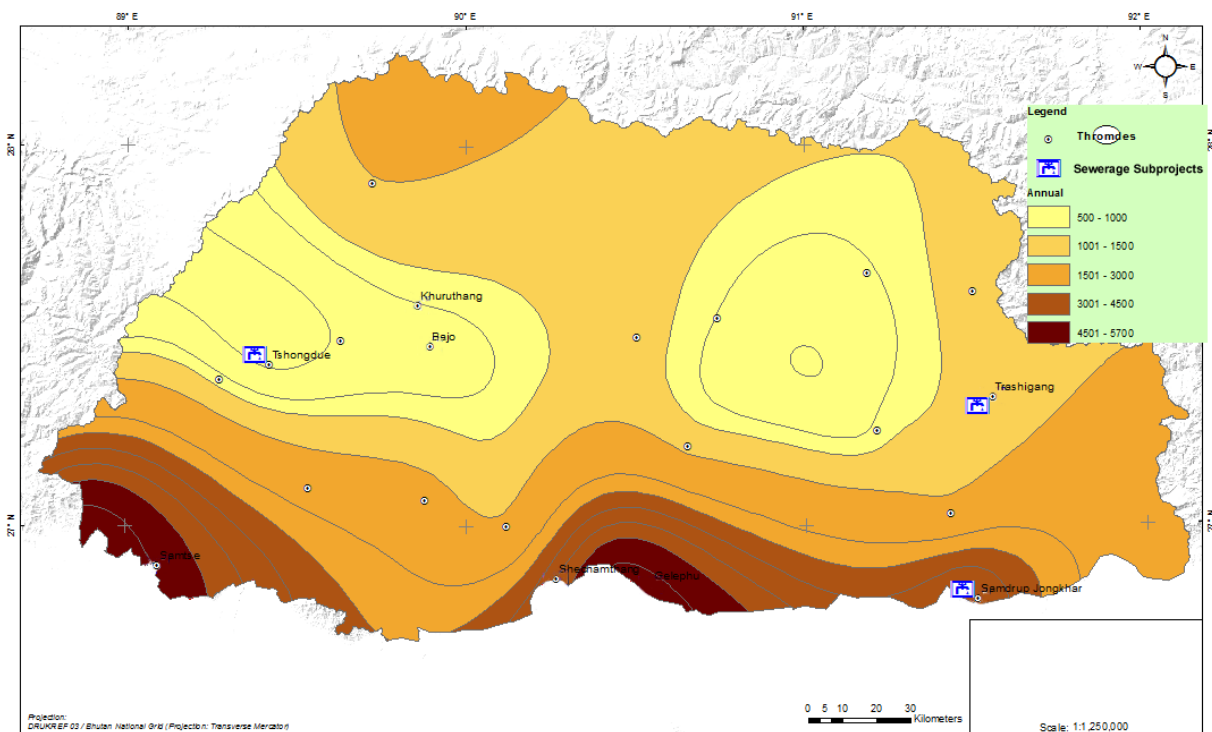 89° E
90° E
91° E
92° E
N
W
E
S
28° N
Legend
Thromdes
Sewerage Subprojects
Annual
500 - 1000
1001 - 1500
1501 - 3000
3001 - 4500
4501 - 5700
Khuruthang
Bajo
Tshongdue
Trashigang
27° N
27° N
Samtse
Shechamthang
Gelephu
Samdrup Jongkhar
Projection:
DRUKREF 03 / Bhutan National Grid (Projection: Transverse Mercator)
0 5 10 20 30
Kilometers
Scale: 1:1,250,000